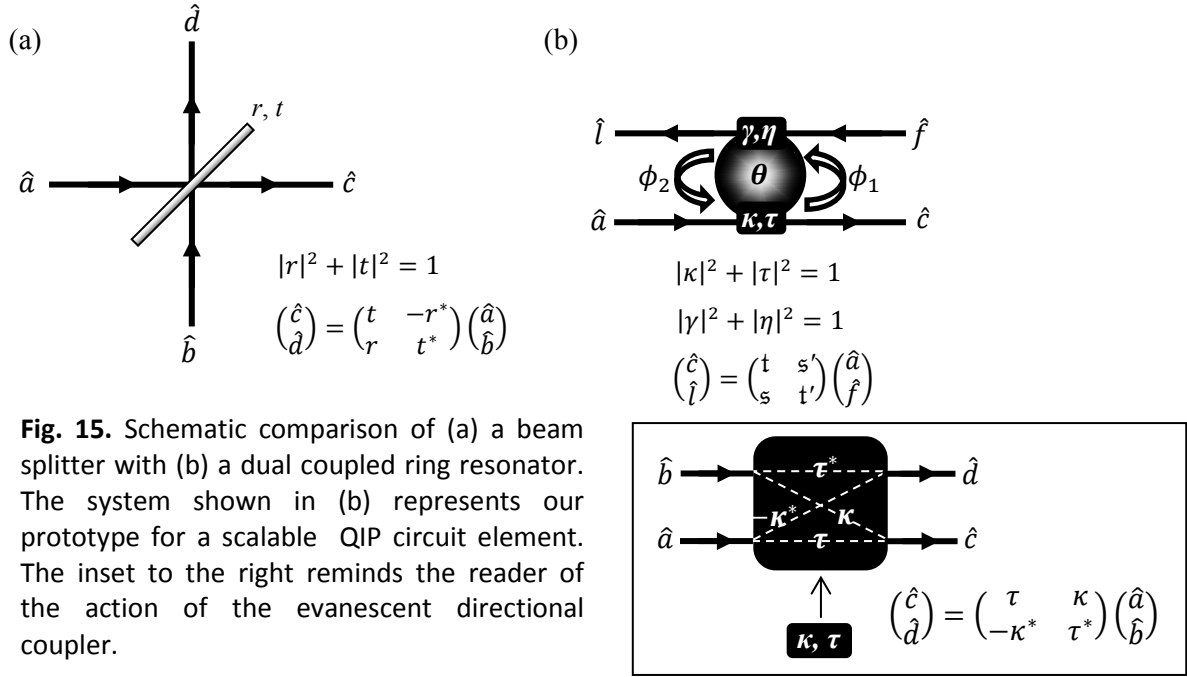 (a)
d̂
r, t
â
ĉ
b̂
|r|² + |t|² = 1
(ĉ d̂) = (t −r* r t*) (â b̂)
(b)
l̂
γ,η
f̂
ϕ₂
θ
ϕ₁
â
κ,τ
ĉ
|κ|² + |τ|² = 1
|γ|² + |η|² = 1
(ĉ l̂) = (𝔱 𝔰′ 𝔰 𝔱′) (â f̂)
Fig. 15. Schematic comparison of (a) a beam
splitter with (b) a dual coupled ring resonator.
The system shown in (b) represents our
prototype for a scalable QIP circuit element.
The inset to the right reminds the reader of
the action of the evanescent directional
coupler.
b̂
τ*
d̂
−κ*
κ
â
τ
ĉ
κ, τ
(ĉ d̂) = (τ κ −κ* τ*) (â b̂)